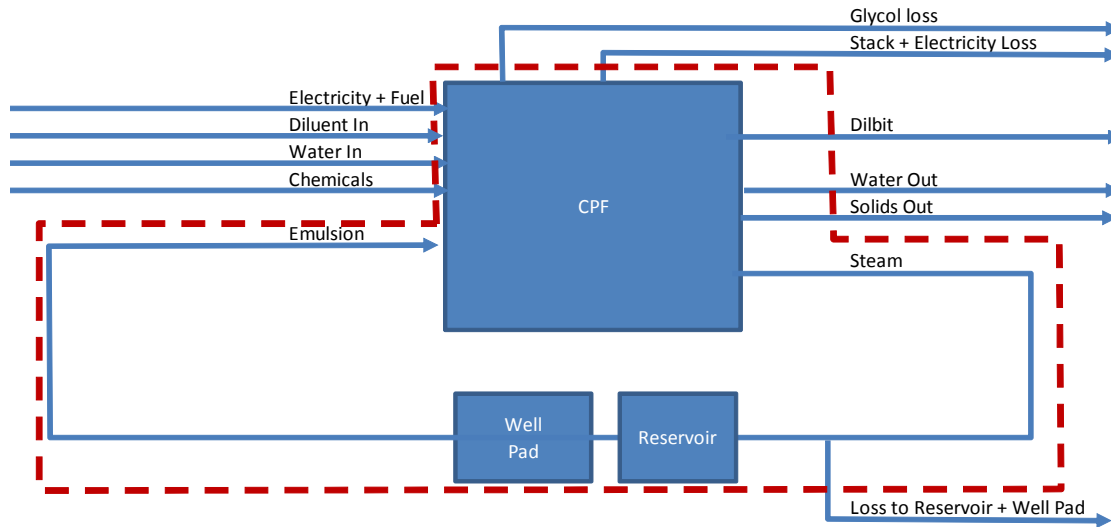 Glycol loss
Stack + Electricity Loss
Electricity + Fuel
Diluent In
Dilbit
Water In
Chemicals
Water Out
CPF
Solids Out
Emulsion
Steam
Well
Pad
Reservoir
Loss to Reservoir + Well Pad